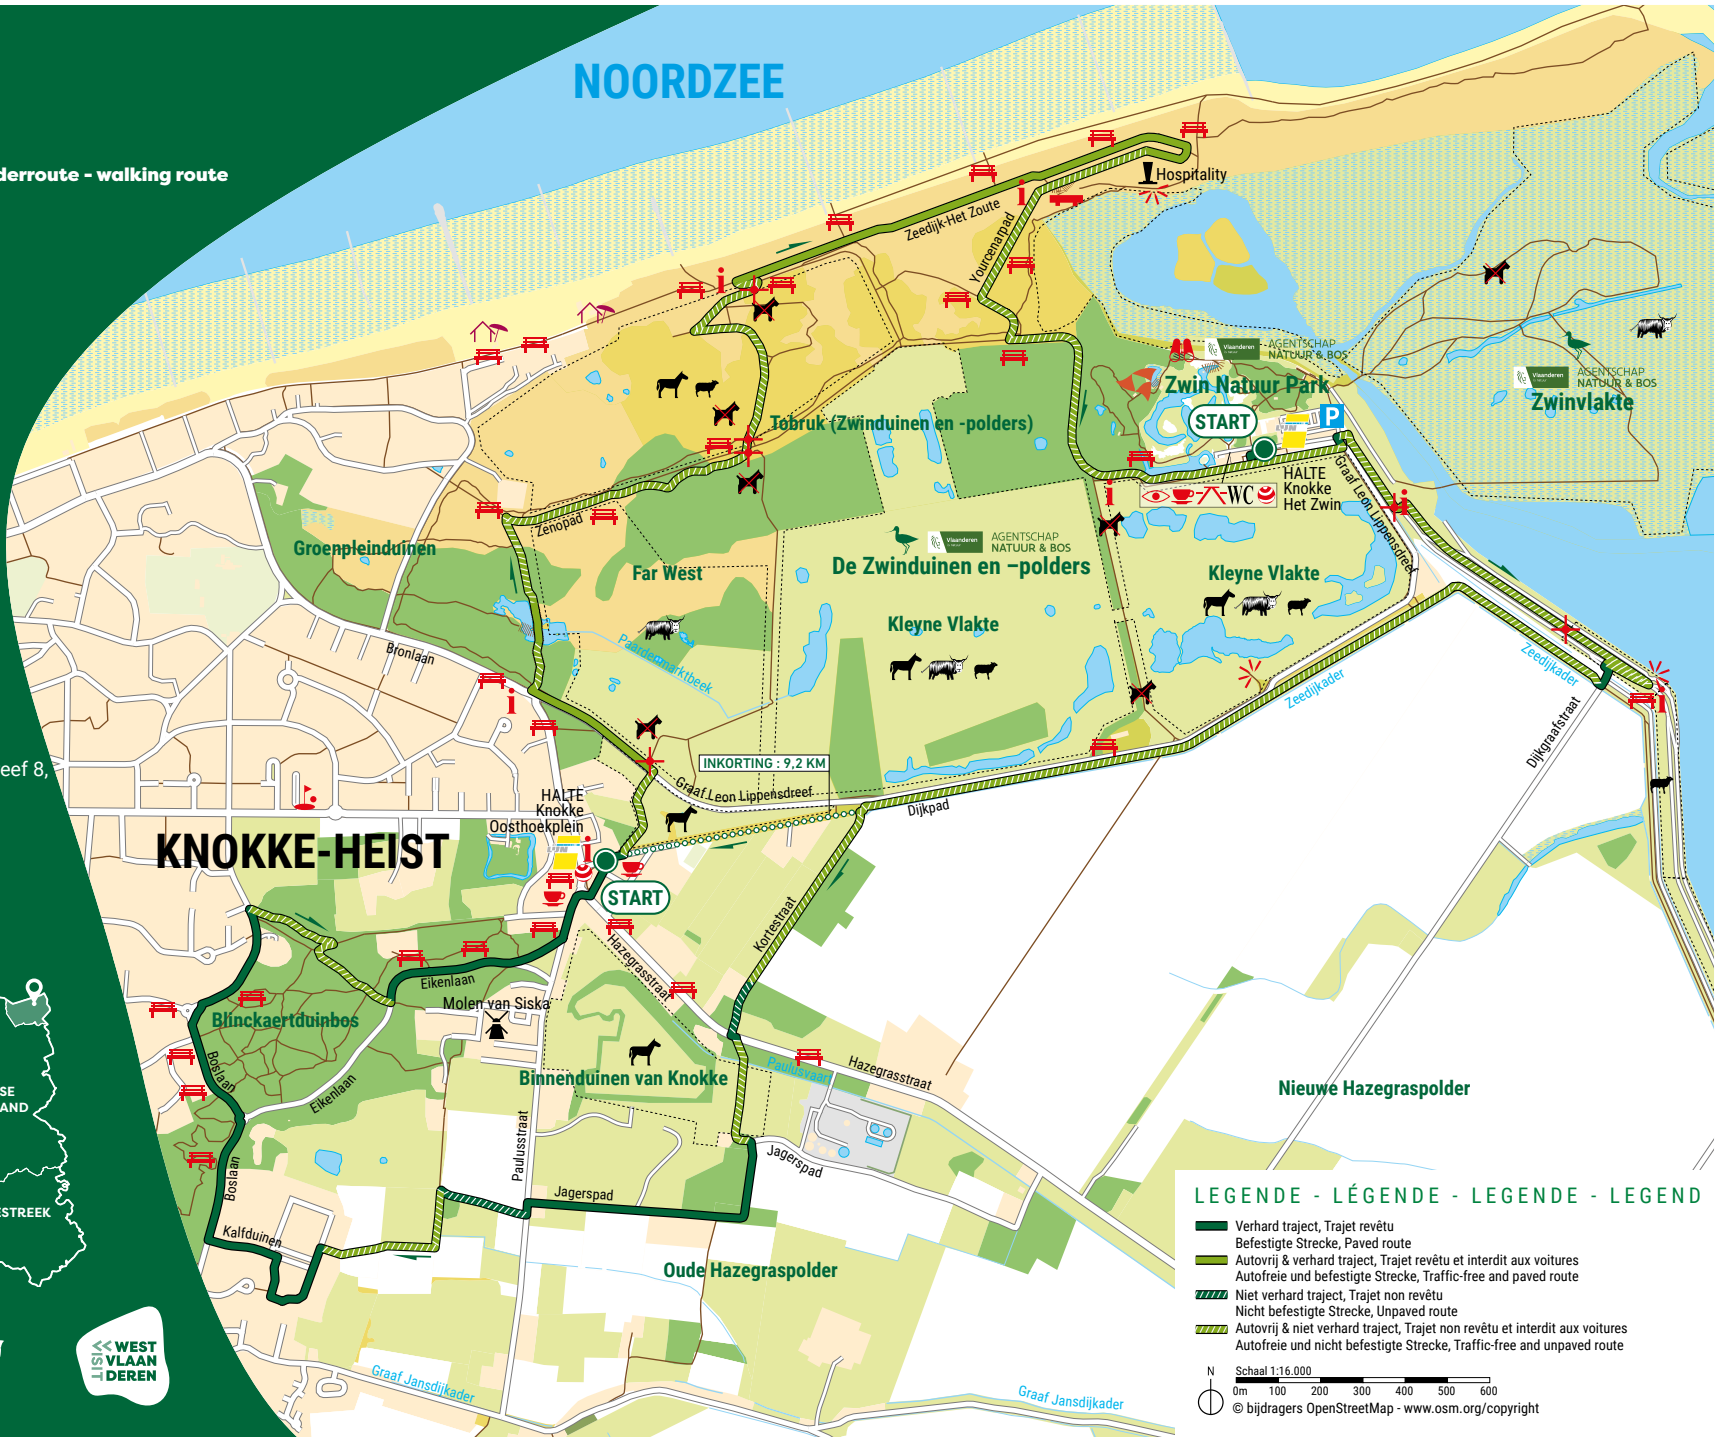 NOORDZEE
derroute - walking route
Hospitality
Zeedijk-Het Zoute
Yourcenarpad
Vlaanderen
AGENTSCHAP
NATUUR & BOS
Zwin Natuur Park
START
P
Vlaanderen
AGENTSCHAP
NATUUR & BOS
Zwinvlakte
Tobruk (Zwinduinen en -polders)
HALTE
Knokke
Het Zwin
WC
Graaf Leon Lippensdreef
Zenopad
Groenpleinduinen
Far West
Vlaanderen
AGENTSCHAP
NATUUR & BOS
De Zwinduinen en –polders
Kleyne Vlakte
Kleyne Vlakte
Paardenmarktbeek
Bronlaan
Zeedijkader
Zeedijkader
Dijkgraafstraat
INKORTING : 9,2 KM
Graaf Leon Lippensdreef
Dijkpad
eef 8,
HALTE
Knokke
Oosthoekplein
KNOKKE-HEIST
START
Kortestraat
Hazegrasstraat
Eikenlaan
Molen van Siska
Blinckaertduinbos
Boslaan
Eikenlaan
Binnenduinen van Knokke
Paulusvaart
Hazegrasstraat
Nieuwe Hazegraspolder
SE
AND
Paulusstraat
Jagerspad
Boslaan
Jagerspad
ESTREEK
Kalfduinen
Oude Hazegraspolder
VISIT
WEST
VLAAN
DEREN
Graaf Jansdijkader
Graaf Jansdijkader
LEGENDE - LÉGENDE - LEGENDE - LEGEND
Verhard traject, Trajet revêtu
Befestigte Strecke, Paved route
Autovrij & verhard traject, Trajet revêtu et interdit aux voitures
Autofreie und befestigte Strecke, Traffic-free and paved route
Niet verhard traject, Trajet non revêtu
Nicht befestigte Strecke, Unpaved route
Autovrij & niet verhard traject, Trajet non revêtu et interdit aux voitures
Autofreie und nicht befestigte Strecke, Traffic-free and unpaved route
N
Schaal 1:16.000
0m 100 200 300 400 500 600
© bijdragers OpenStreetMap - www.osm.org/copyright